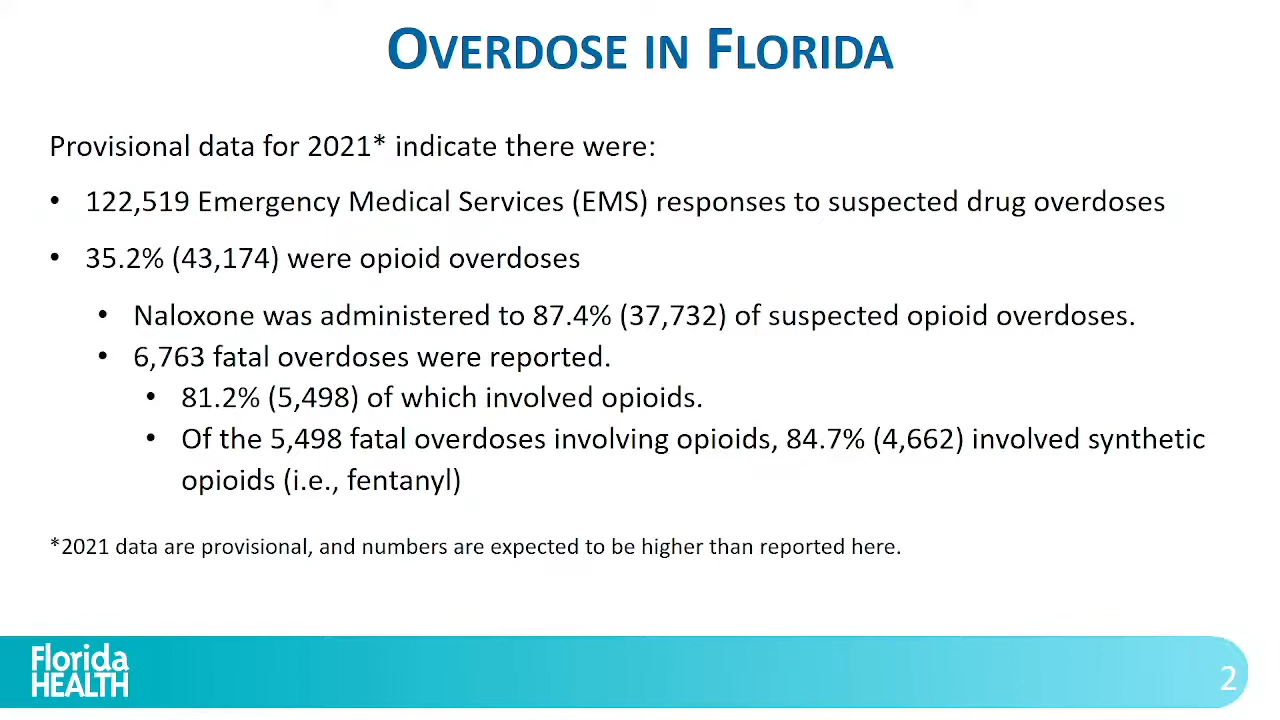 OVERDOSE IN FLORIDA
Provisional data for 2021* indicate there were:
• 122,519 Emergency Medical Services (EMS) responses to suspected drug overdoses
• 35.2% (43,174) were opioid overdoses
• Naloxone was administered to 87.4% (37,732) of suspected opioid overdoses.
• 6,763 fatal overdoses were reported.
• 81.2% (5,498) of which involved opioids.
• Of the 5,498 fatal overdoses involving opioids, 84.7% (4,662) involved synthetic
opioids (i.e., fentanyl)
*2021 data are provisional, and numbers are expected to be higher than reported here.
Florida
HEALTH
2